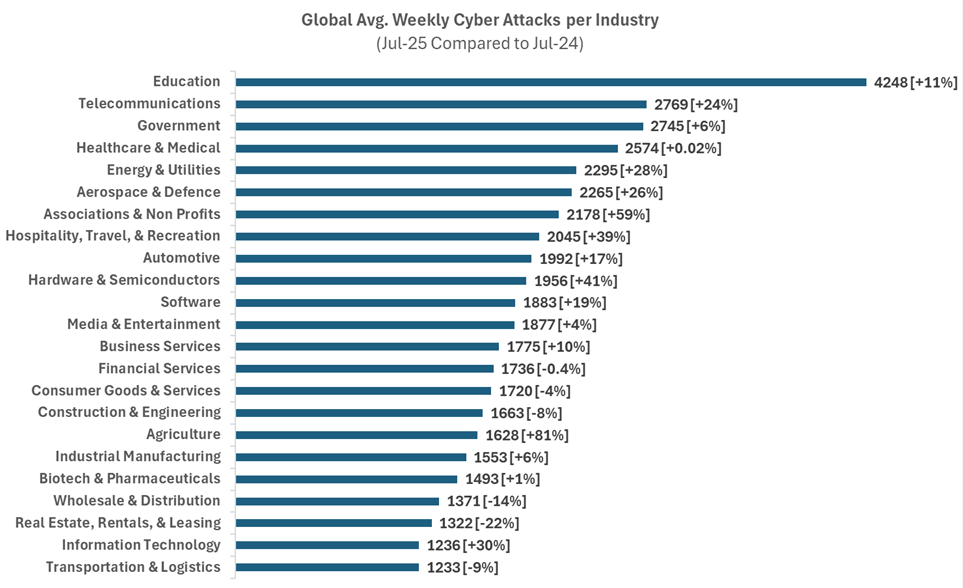 Global Avg. Weekly Cyber Attacks per Industry
(Jul-25 Compared to Jul-24)
Education 4248 [+11%]
Telecommunications 2769 [+24%]
Government 2745 [+6%]
Healthcare & Medical 2574 [+0.02%]
Energy & Utilities 2295 [+28%]
Aerospace & Defence 2265 [+26%]
Associations & Non Profits 2178 [+59%]
Hospitality, Travel, & Recreation 2045 [+39%]
Automotive 1992 [+17%]
Hardware & Semiconductors 1956 [+41%]
Software 1883 [+19%]
Media & Entertainment 1877 [+4%]
Business Services 1775 [+10%]
Financial Services 1736 [-0.4%]
Consumer Goods & Services 1720 [-4%]
Construction & Engineering 1663 [-8%]
Agriculture 1628 [+81%]
Industrial Manufacturing 1553 [+6%]
Biotech & Pharmaceuticals 1493 [+1%]
Wholesale & Distribution 1371 [-14%]
Real Estate, Rentals, & Leasing 1322 [-22%]
Information Technology 1236 [+30%]
Transportation & Logistics 1233 [-9%]